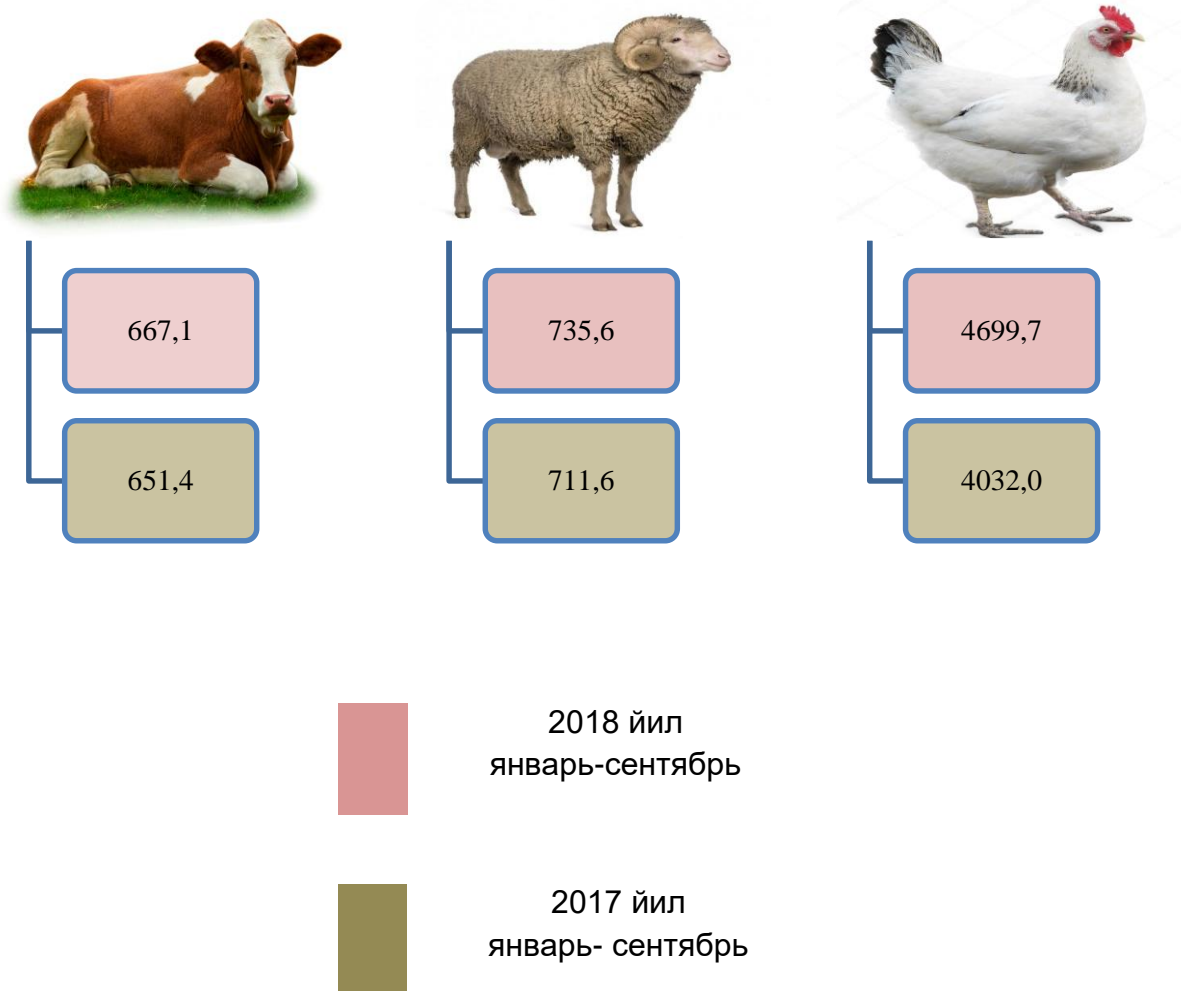 667,1
735,6
4699,7
651,4
711,6
4032,0
2018 йил
январь-сентябрь
2017 йил
январь- сентябрь